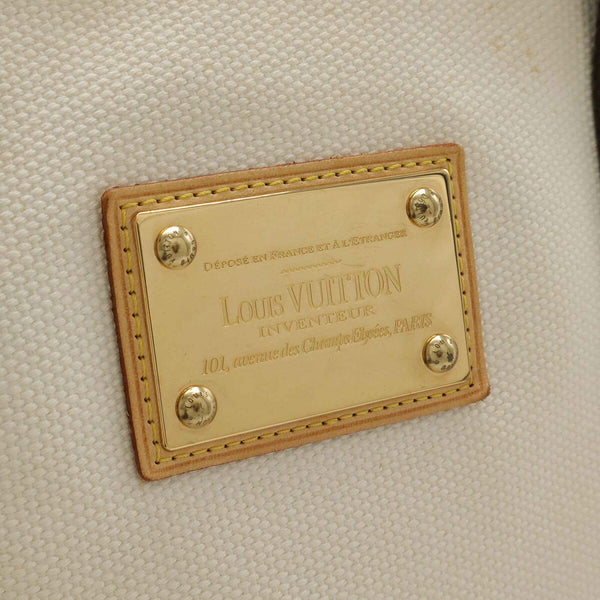 DÉPOSÉ EN FRANCE ET À L'ETRANGER
LOUIS VUITTON
INVENTEUR
101, avenue des Champs Elysées, PARIS